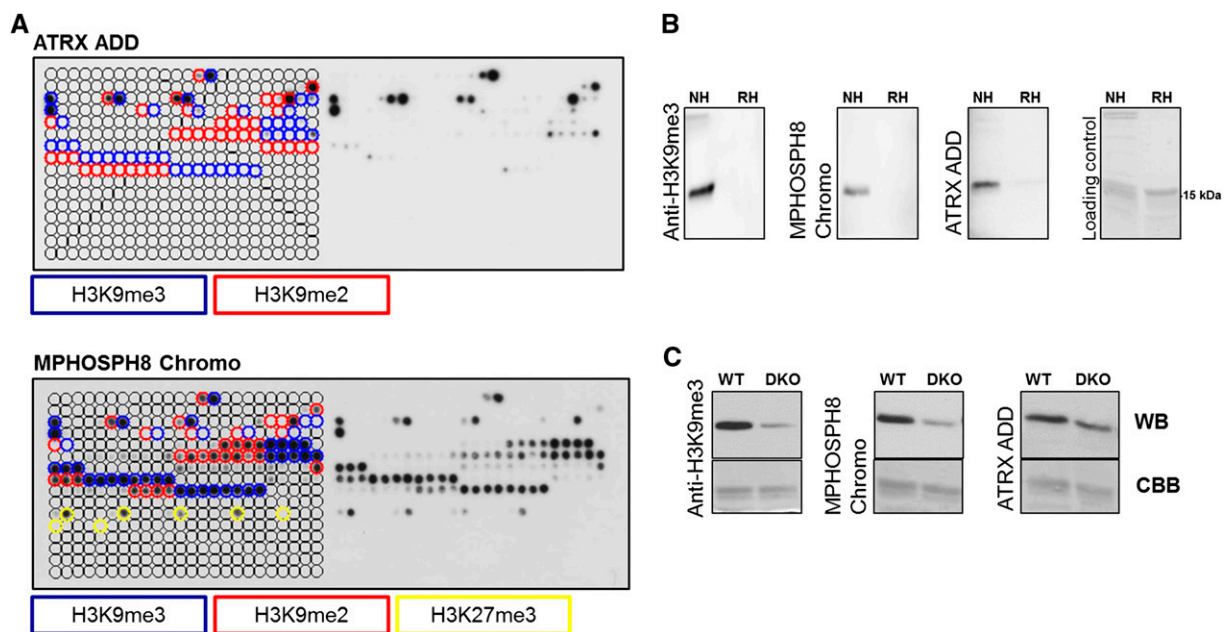 A
ATRX ADD
H3K9me3
H3K9me2
MPHOSPH8 Chromo
H3K9me3
H3K9me2
H3K27me3
B
Anti-H3K9me3
NH RH
MPHOSPH8
Chromo
NH RH
ATRX ADD
NH RH
Loading control
NH RH
-15 kDa
C
Anti-H3K9me3
WT DKO
MPHOSPH8
Chromo
WT DKO
ATRX ADD
WT DKO
WB
CBB